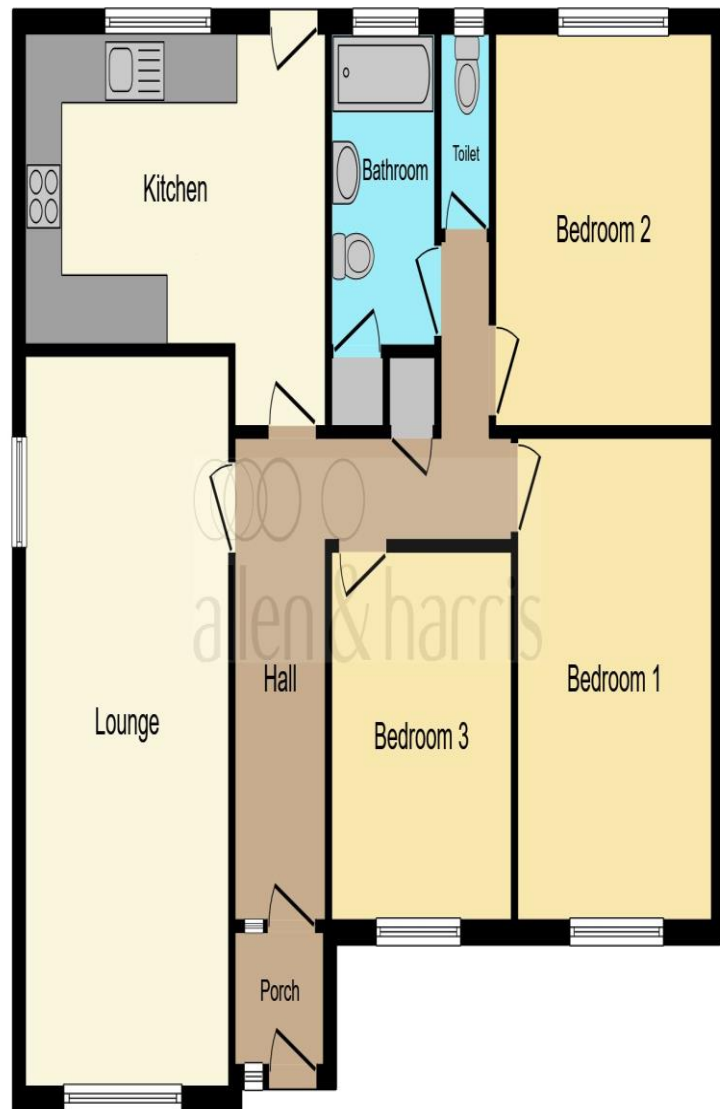 Kitchen
Bathroom
Toilet
Bedroom 2
allen & harris
Hall
Bedroom 1
Lounge
Bedroom 3
Porch